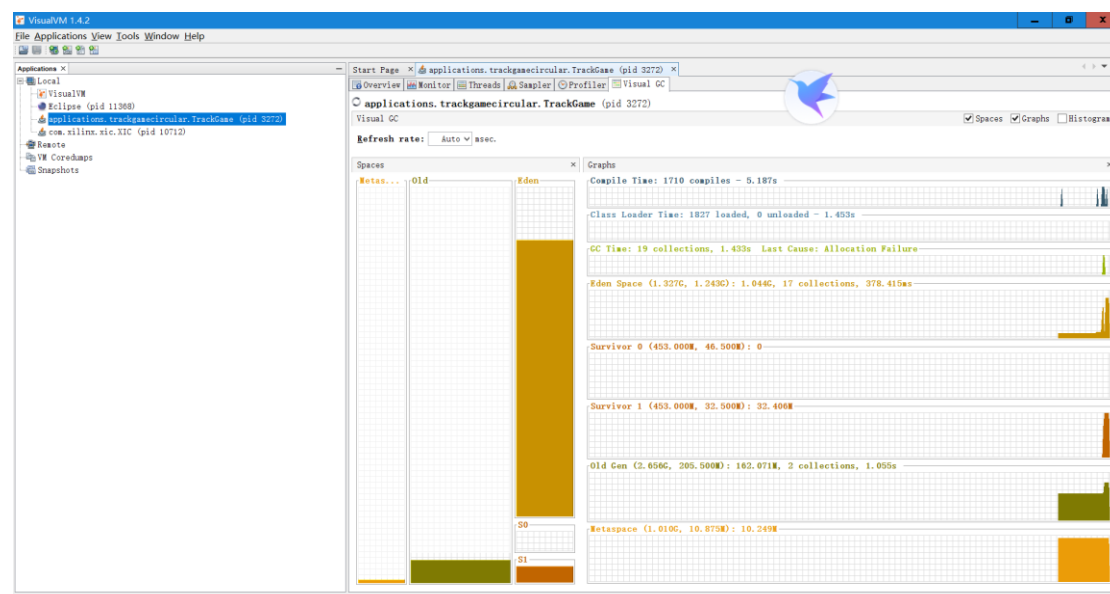 VisualVM 1.4.2
File Applications View Tools Window Help
Applications ×
Local
VisualVM
Eclipse (pid 11368)
applications.trackgamecircular.TrackGame (pid 3272)
com.xilinx.xic.XIC (pid 10712)
Remote
VM Coredumps
Snapshots
Start Page × applications.trackgamecircular.TrackGame (pid 3272) ×
Overview Monitor Threads Sampler Profiler Visual GC
applications.trackgamecircular.TrackGame (pid 3272)
Visual GC Spaces Graphs Histogram
Refresh rate: Auto msec.
Spaces ×
Metas... Old Eden
S0
S1
Graphs ×
Compile Time: 1710 compiles - 5.187s
Class Loader Time: 1827 loaded, 0 unloaded - 1.453s
GC Time: 19 collections, 1.433s Last Cause: Allocation Failure
Eden Space (1.327G, 1.243G): 1.044G, 17 collections, 378.415ms
Survivor 0 (453.000M, 46.500M): 0
Survivor 1 (453.000M, 32.500M): 32.406M
Old Gen (2.656G, 205.500M): 162.071M, 2 collections, 1.055s
Metaspace (1.010G, 10.875M): 10.249M